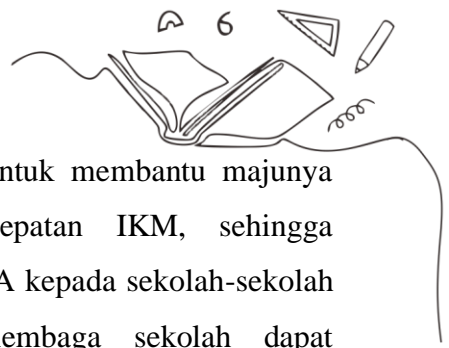 6
ntuk membantu majunya
epatan IKM, sehingga
A kepada sekolah-sekolah
embaga sekolah dapat